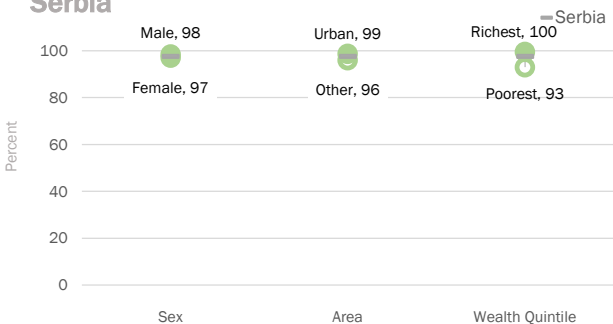 Serbia
Serbia
Male, 98
Urban, 99
Richest, 100
Female, 97
Other, 96
Poorest, 93
Percent
100
80
60
40
20
0
Sex
Area
Wealth Quintile